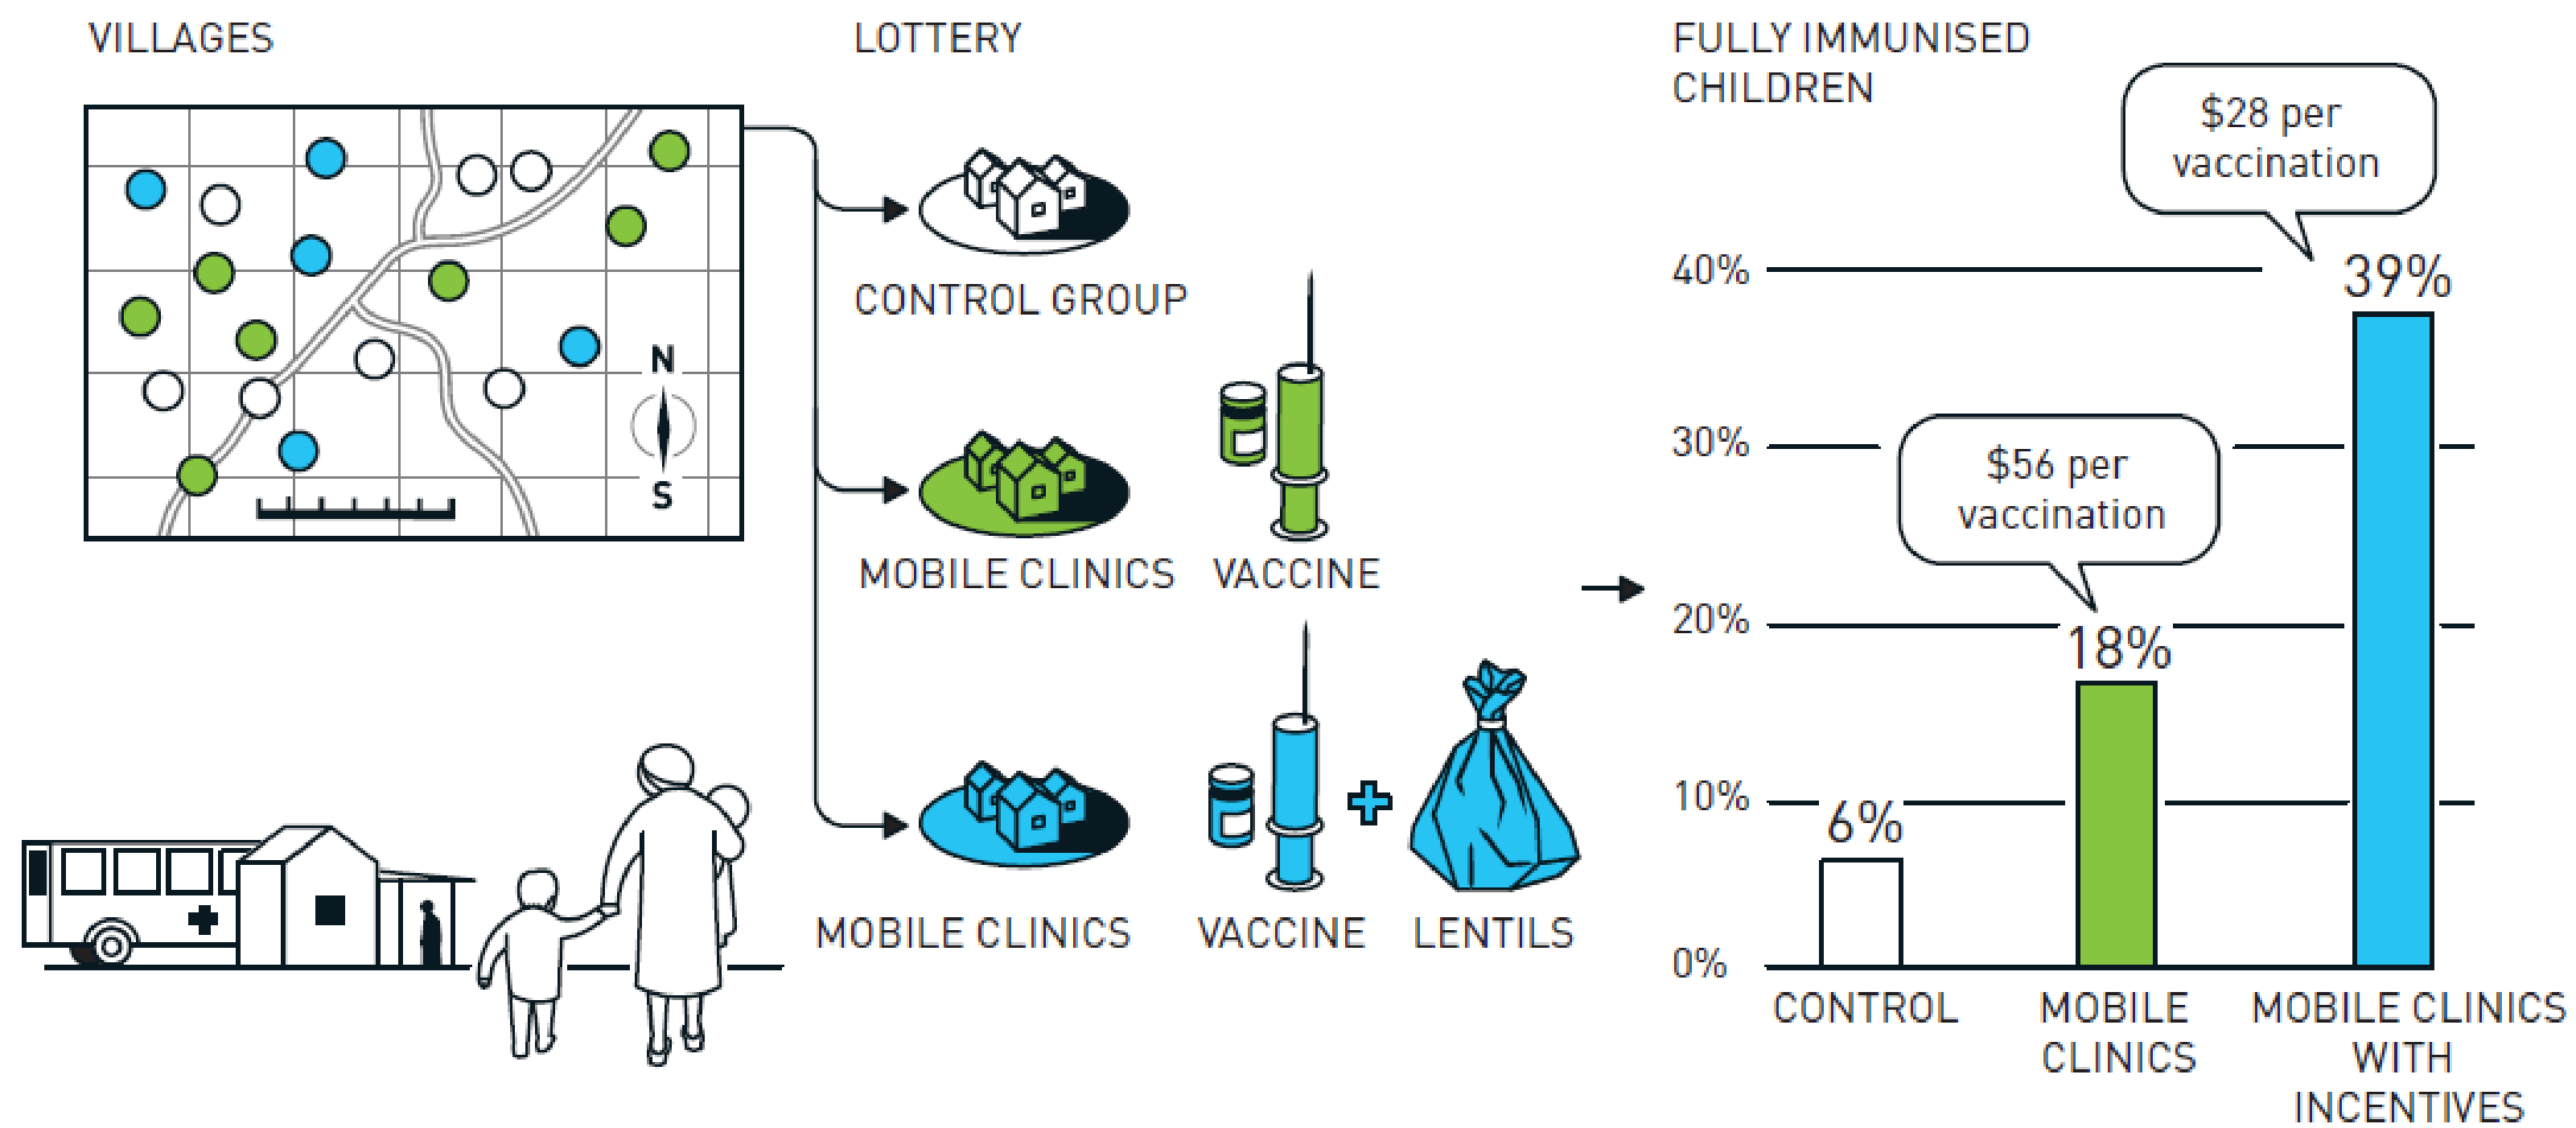 VILLAGES
N
S
LOTTERY
CONTROL GROUP
MOBILE CLINICS
VACCINE
MOBILE CLINICS
VACCINE
LENTILS
FULLY IMMUNISED
CHILDREN
$28 per
vaccination
$56 per
vaccination
40%
30%
20%
10%
0%
6%
18%
39%
CONTROL
MOBILE
CLINICS
MOBILE CLINICS
WITH
INCENTIVES